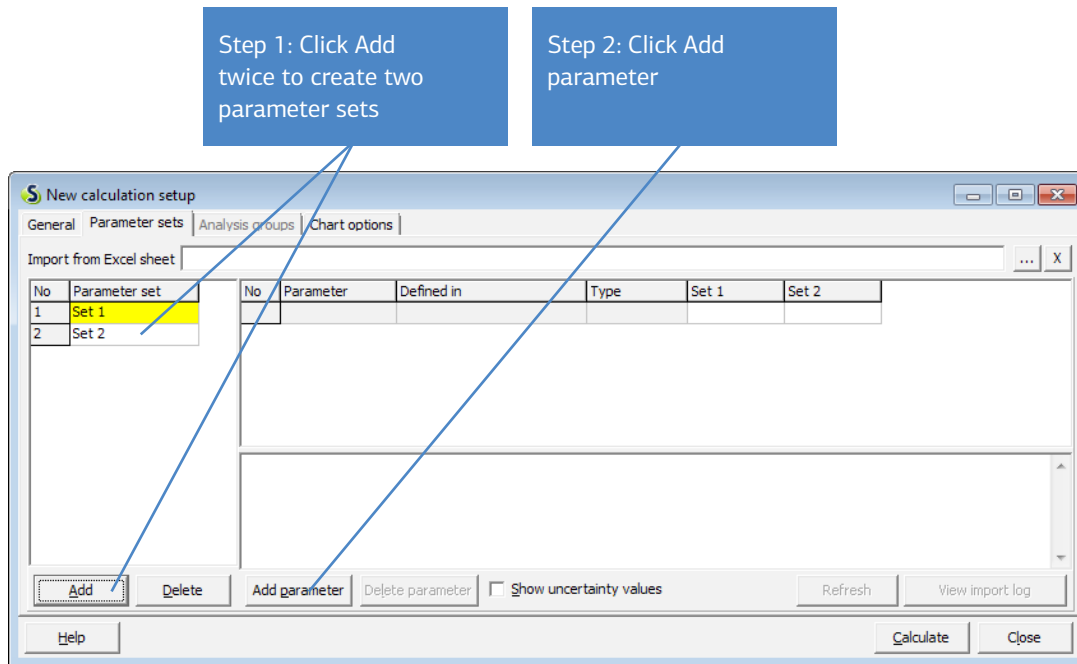 Step 1: Click Add
twice to create two
parameter sets
Step 2: Click Add
parameter
New calculation setup
General Parameter sets Analysis groups Chart options
Import from Excel sheet ... X
No Parameter set
1 Set 1
2 Set 2
No Parameter Defined in Type Set 1 Set 2
Add Delete Add parameter Delete parameter Show uncertainty values Refresh View import log
Help Calculate Close